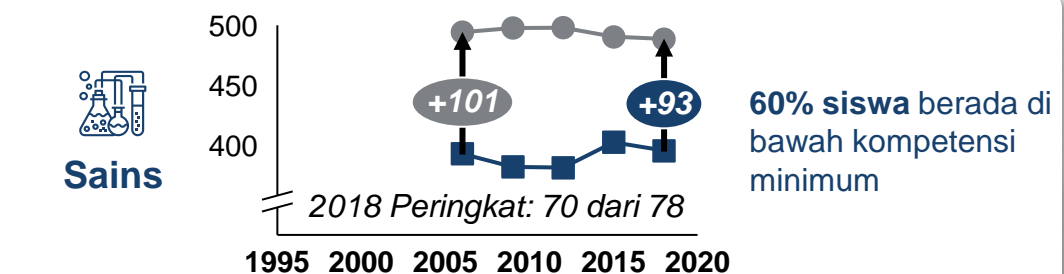 500
450
400
+101
+93
Sains
60% siswa berada di
bawah kompetensi
minimum
2018 Peringkat: 70 dari 78
1995 2000 2005 2010 2015 2020